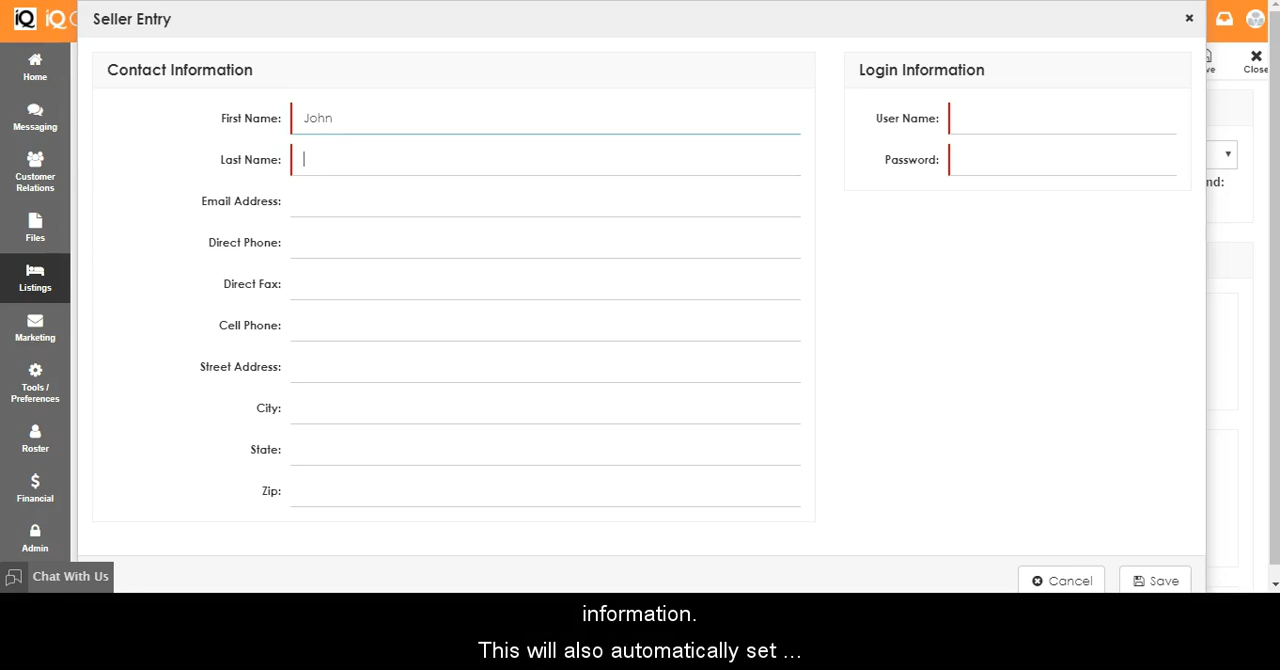 iQ iQ
Seller Entry
Home
Messaging
Customer
Relations
Files
Listings
Marketing
Tools /
Preferences
Roster
Financial
Admin
Chat With Us
Contact Information
First Name: John
Last Name:
Email Address:
Direct Phone:
Direct Fax:
Cell Phone:
Street Address:
City:
State:
Zip:
Login Information
User Name:
Password:
Close
nd:
Cancel Save
information.
This will also automatically set ...